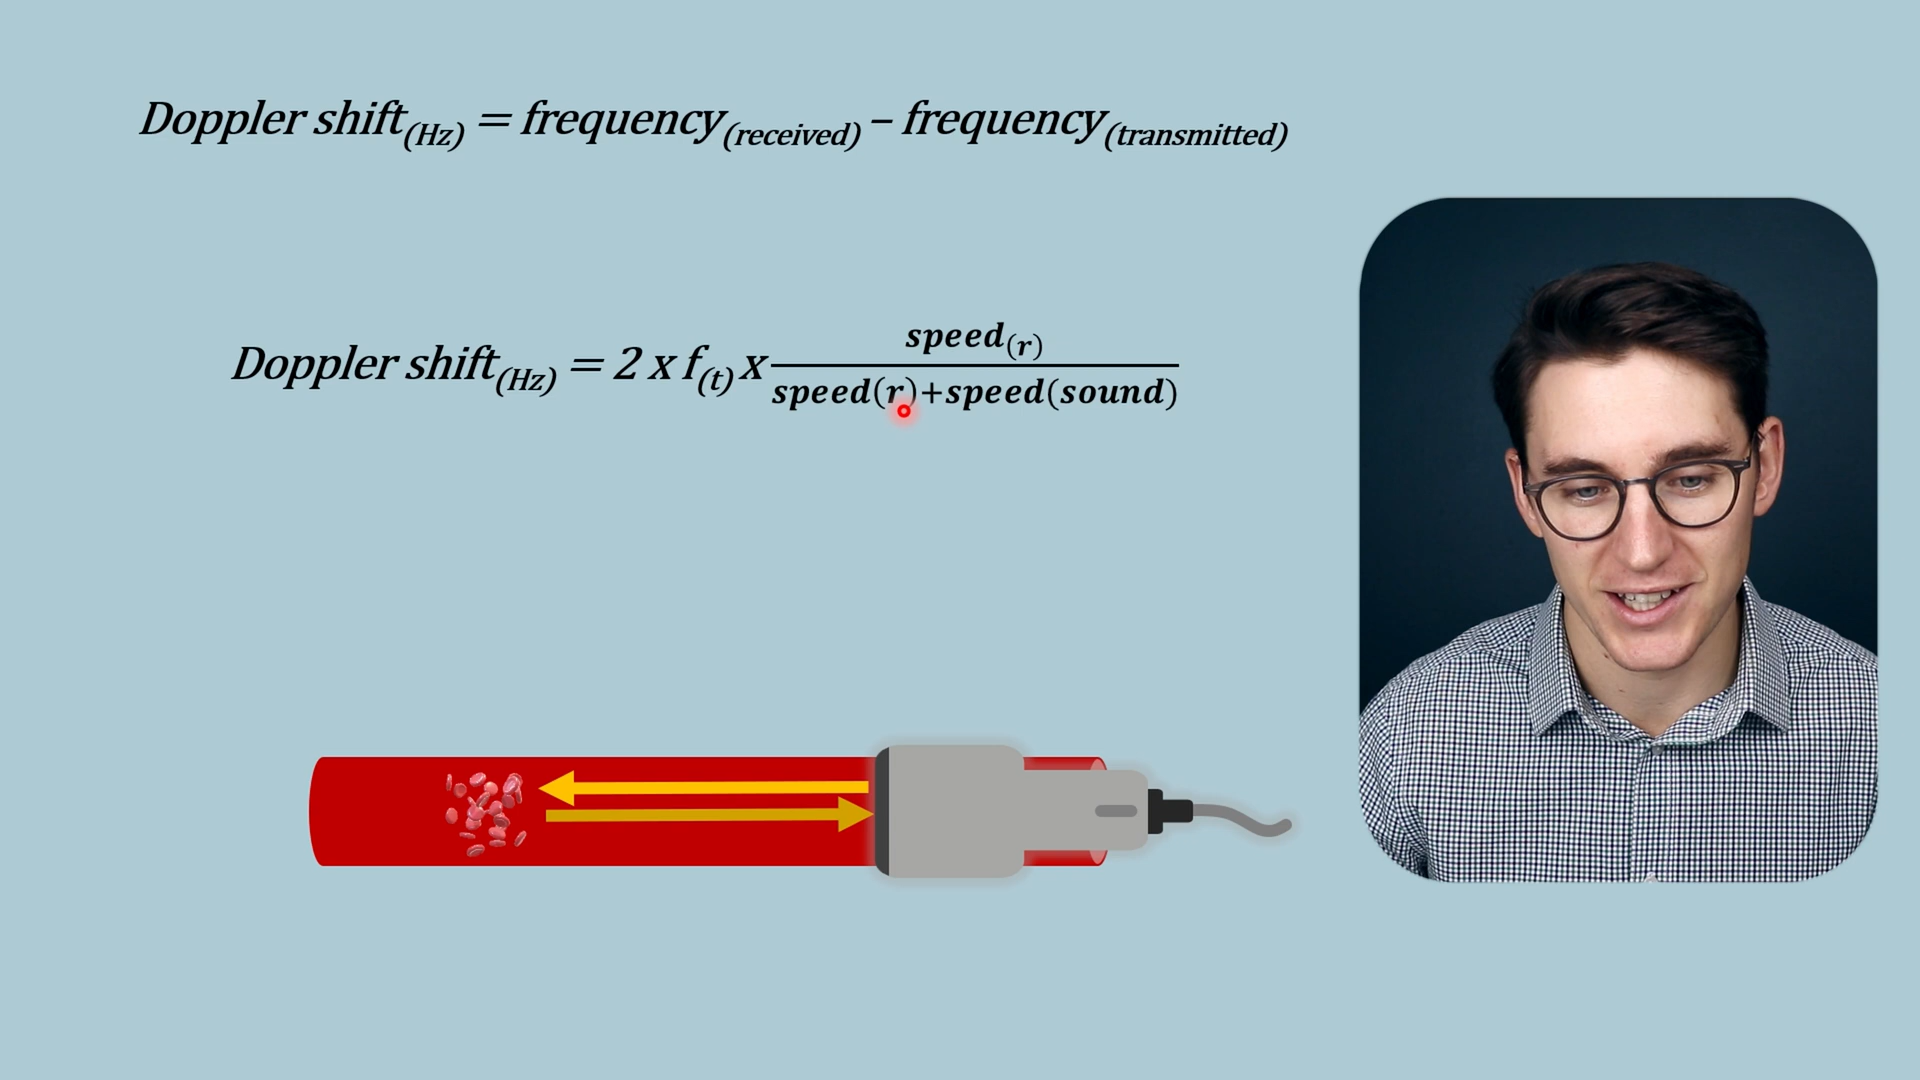 Doppler shift(Hz) = frequency(received) – frequency(transmitted)
Doppler shift(Hz) = 2 x f(t) x speed(r) / speed(r)+speed(sound)